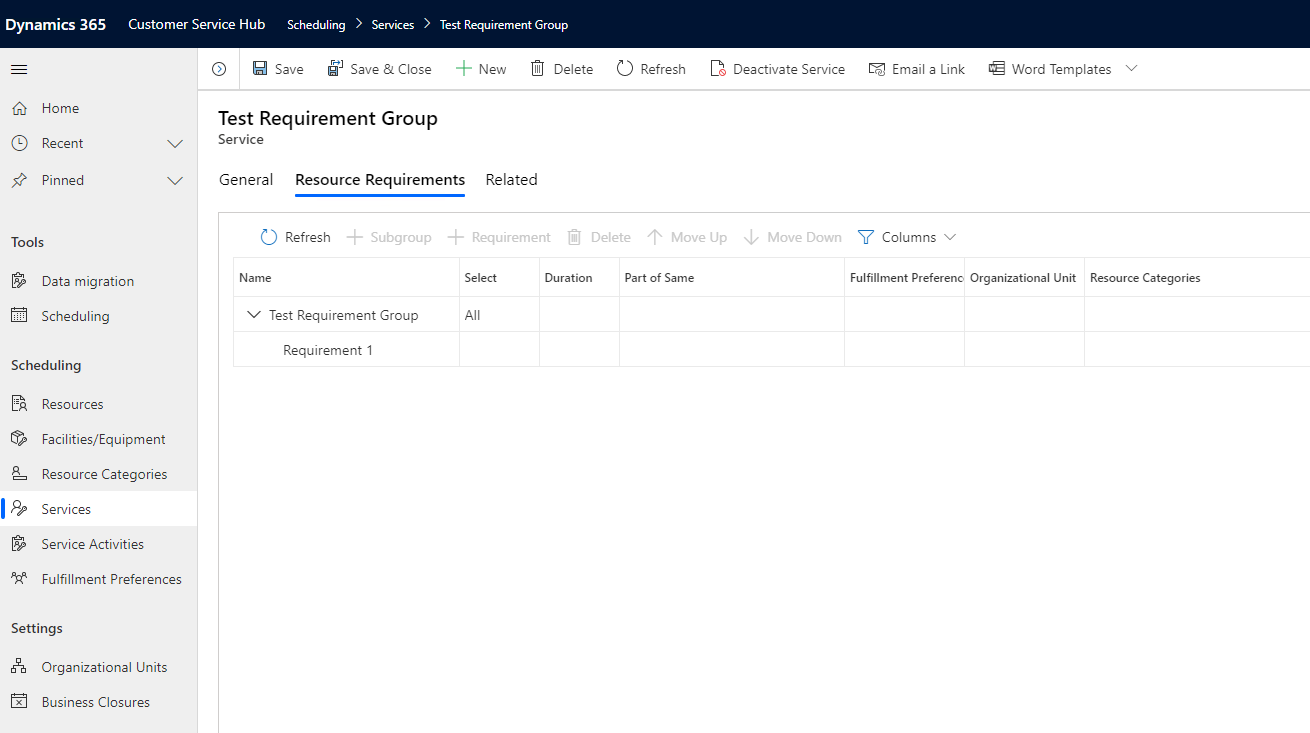 Dynamics 365 Customer Service Hub Scheduling > Services > Test Requirement Group
Save Save & Close New Delete Refresh Deactivate Service Email a Link Word Templates
Home
Recent
Pinned
Tools
Data migration
Scheduling
Scheduling
Resources
Facilities/Equipment
Resource Categories
Services
Service Activities
Fulfillment Preferences
Settings
Organizational Units
Business Closures
Test Requirement Group
Service
General Resource Requirements Related
Refresh Subgroup Requirement Delete Move Up Move Down Columns
Name Select Duration Part of Same Fulfillment Preferenc Organizational Unit Resource Categories
Test Requirement Group All
Requirement 1